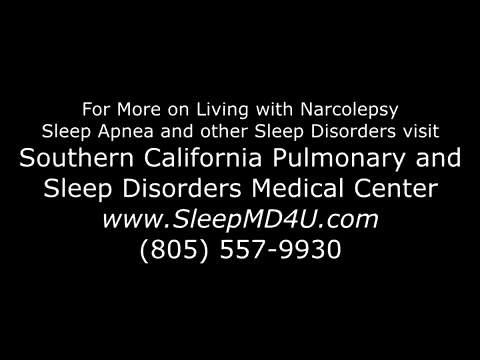 For More on Living with Narcolepsy
Sleep Apnea and other Sleep Disorders visit
Southern California Pulmonary and
Sleep Disorders Medical Center
www.SleepMD4U.com
(805) 557-9930